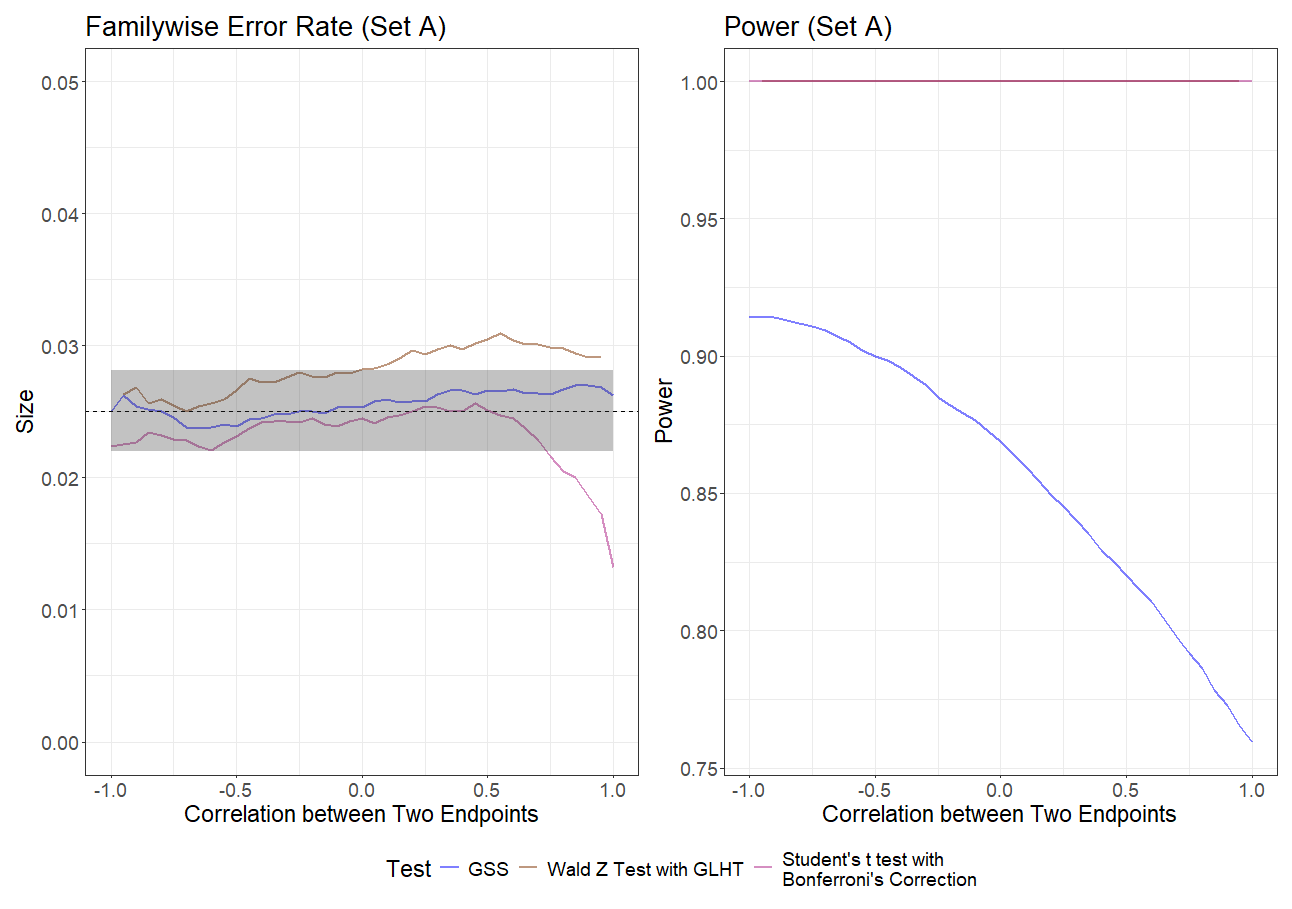 Familywise Error Rate (Set A)
Size
0.05
0.04
0.03
0.02
0.01
0.00
-1.0 -0.5 0.0 0.5 1.0
Correlation between Two Endpoints
Power (Set A)
Power
1.00
0.95
0.90
0.85
0.80
0.75
-1.0 -0.5 0.0 0.5 1.0
Correlation between Two Endpoints
Test GSS Wald Z Test with GLHT Student's t test with
Bonferroni's Correction